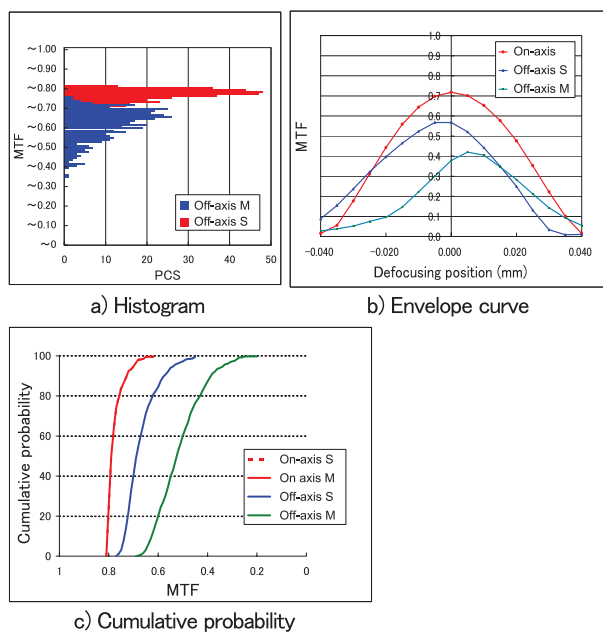 ~1.00
~0.90
~0.80
~0.70
~0.60
~0.50
~0.40
~0.30
~0.20
~0.10
~0
MTF
0 10 20 30 40 50
PCS
Off-axis M
Off-axis S
a) Histogram
1.0
0.9
0.8
0.7
0.6
0.5
0.4
0.3
0.2
0.1
0.0
MTF
-0.040 -0.020 0.000 0.020 0.040
Defocusing position (mm)
On-axis
Off-axis S
Off-axis M
b) Envelope curve
100
80
60
40
20
0
Cumulative probability
1 0.8 0.6 0.4 0.2 0
MTF
On-axis S
On axis M
Off-axis S
Off-axis M
c) Cumulative probability